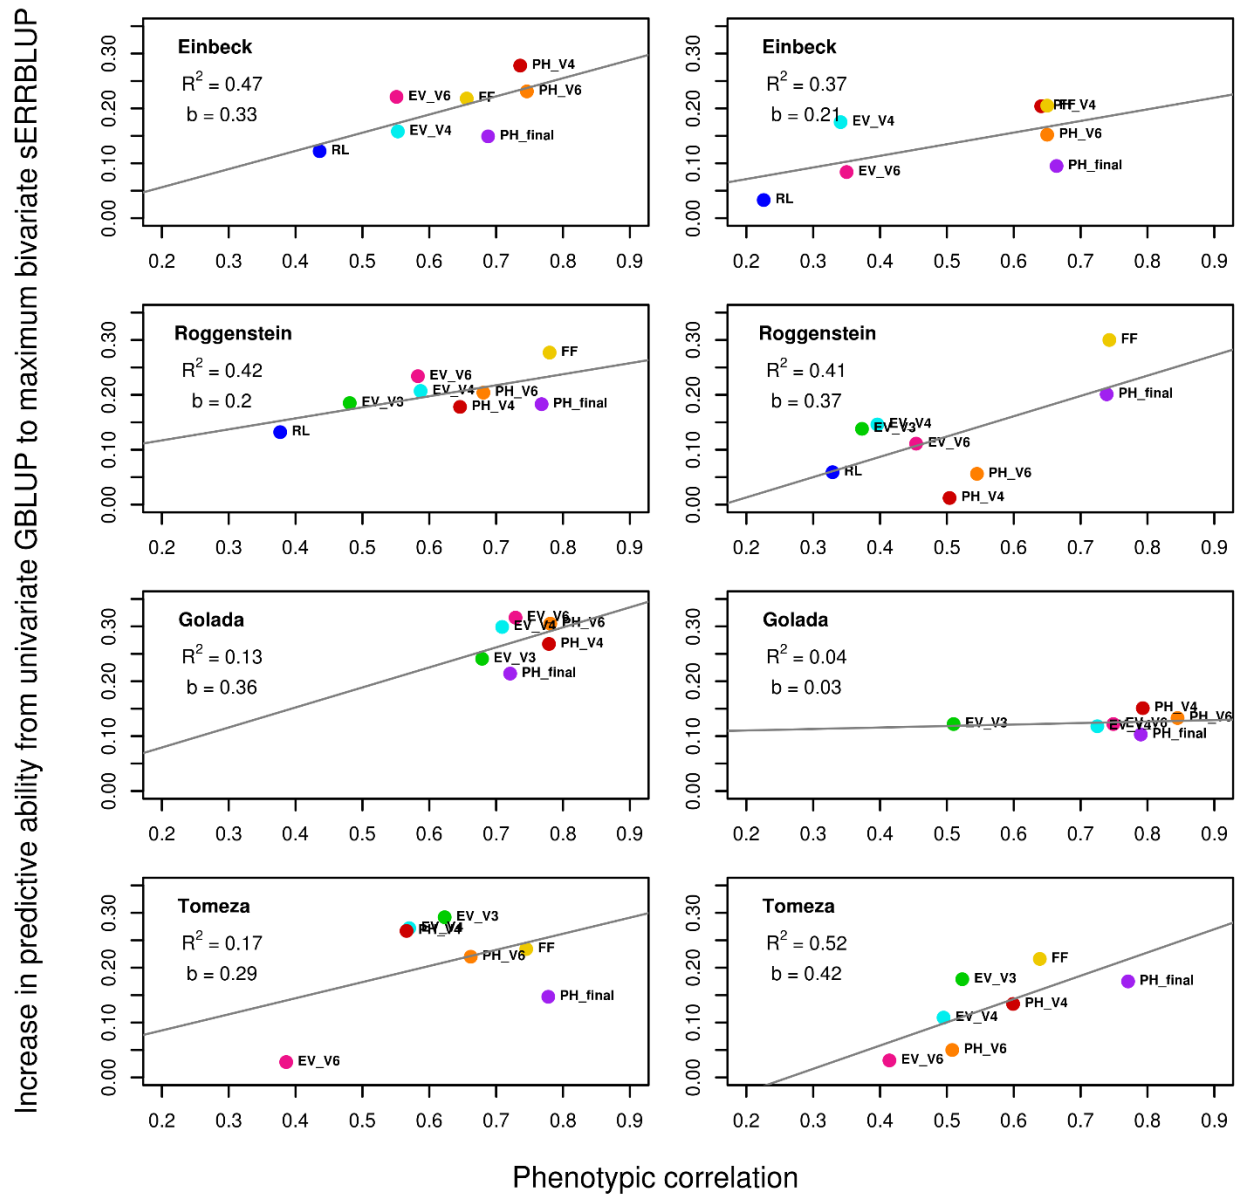 Increase in predictive ability from univariate GBLUP to maximum bivariate sERRBLUP
Einbeck
R² = 0.47
b = 0.33
PH_V4
EV_V6
FF
PH_V6
EV_V4
PH_final
RL
0.00 0.10 0.20 0.30
0.2 0.3 0.4 0.5 0.6 0.7 0.8 0.9
Einbeck
R² = 0.37
b = 0.21
PH_V4
FF
EV_V4
PH_V6
PH_final
EV_V6
RL
0.00 0.10 0.20 0.30
0.2 0.3 0.4 0.5 0.6 0.7 0.8 0.9
Roggenstein
R² = 0.42
b = 0.2
FF
EV_V6
EV_V4
PH_V6
EV_V3
PH_V4
PH_final
RL
0.00 0.10 0.20 0.30
0.2 0.3 0.4 0.5 0.6 0.7 0.8 0.9
Roggenstein
R² = 0.41
b = 0.37
FF
PH_final
EV_V4
EV_V3
EV_V6
RL
PH_V6
PH_V4
0.00 0.10 0.20 0.30
0.2 0.3 0.4 0.5 0.6 0.7 0.8 0.9
Golada
R² = 0.13
b = 0.36
EV_V6
PH_V6
EV_V4
PH_V4
EV_V3
PH_final
0.00 0.10 0.20 0.30
0.2 0.3 0.4 0.5 0.6 0.7 0.8 0.9
Golada
R² = 0.04
b = 0.03
PH_V4
PH_V6
EV_V3
EV_V6
EV_V4
PH_final
0.00 0.10 0.20 0.30
0.2 0.3 0.4 0.5 0.6 0.7 0.8 0.9
Tomeza
R² = 0.17
b = 0.29
EV_V3
EV_V4
PH_V4
FF
PH_V6
PH_final
EV_V6
0.00 0.10 0.20 0.30
0.2 0.3 0.4 0.5 0.6 0.7 0.8 0.9
Tomeza
R² = 0.52
b = 0.42
FF
EV_V3
PH_final
PH_V4
EV_V4
PH_V6
EV_V6
0.00 0.10 0.20 0.30
0.2 0.3 0.4 0.5 0.6 0.7 0.8 0.9
Phenotypic correlation